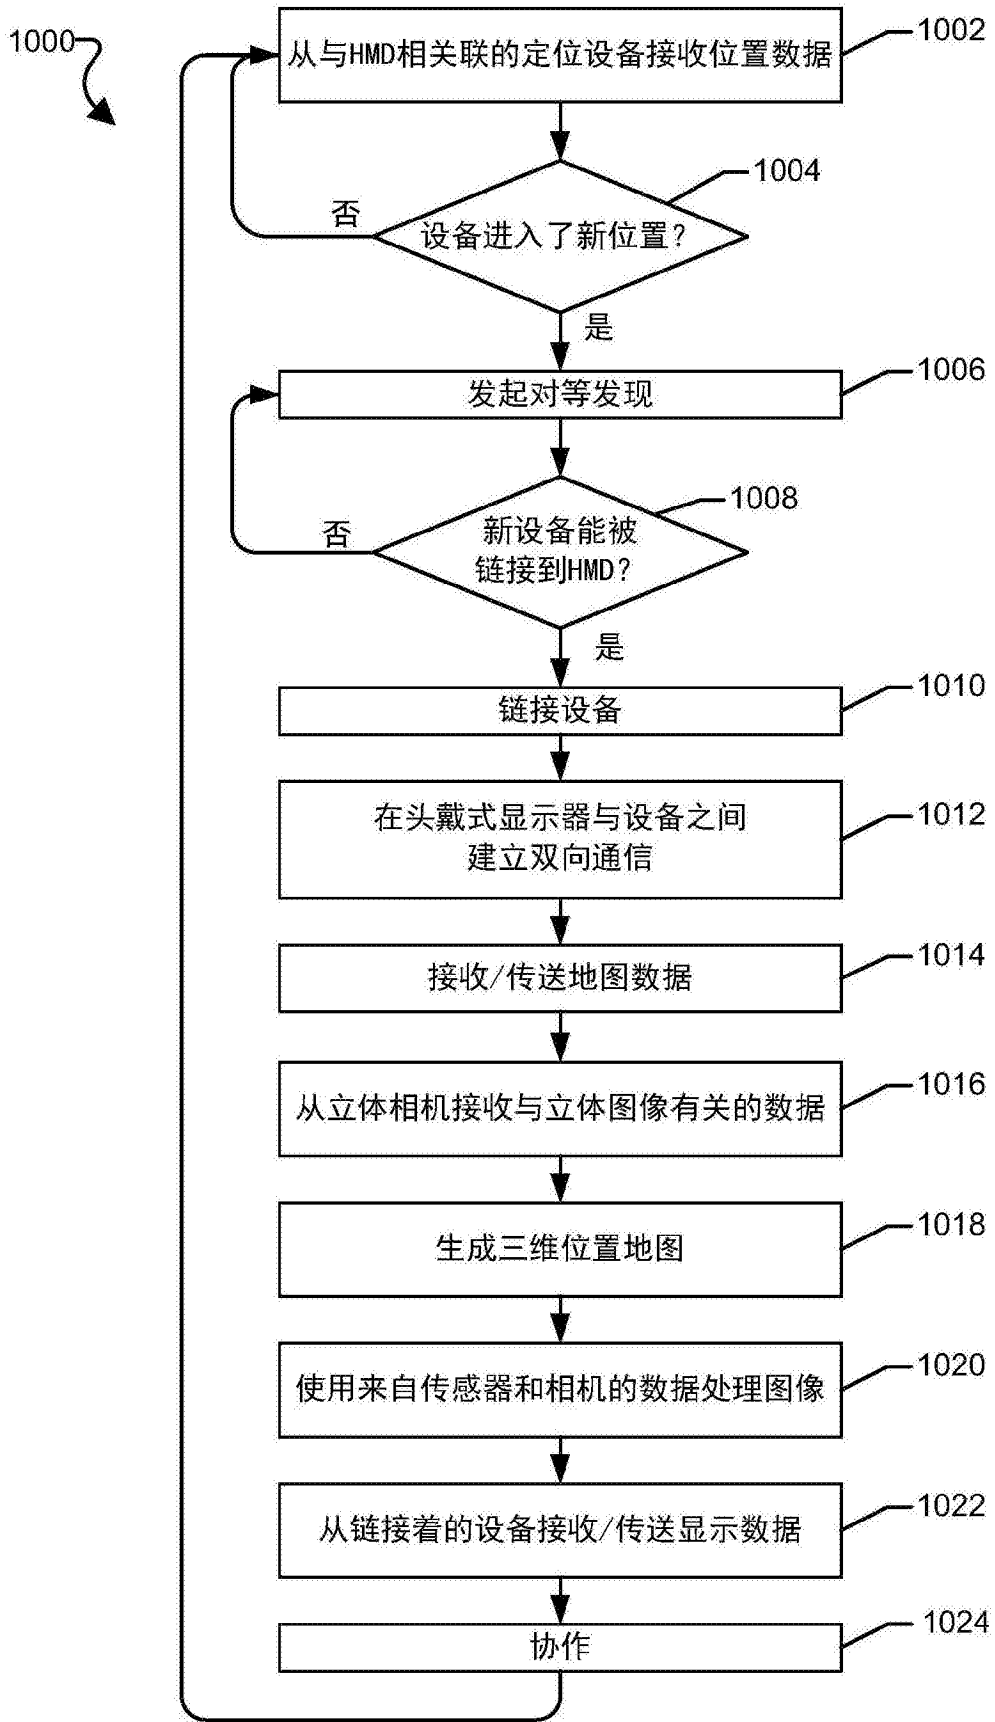 1000
从与HMD相关联的定位设备接收位置数据
1002
设备进入了新位置？
1004
否
是
发起对等发现
1006
新设备能被
链接到HMD？
1008
否
是
链接设备
1010
在头戴式显示器与设备之间
建立双向通信
1012
接收/传送地图数据
1014
从立体相机接收与立体图像有关的数据
1016
生成三维位置地图
1018
使用来自传感器和相机的数据处理图像
1020
从链接着的设备接收/传送显示数据
1022
协作
1024